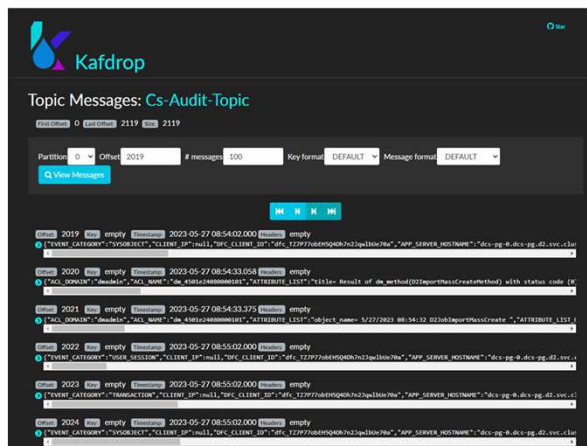 Star
Kafdrop
Topic Messages: Cs-Audit-Topic
First Offset: 0 Last Offset: 2119 Size: 2119
Partition 0 Offset 2019 # messages 100 Key format DEFAULT Message format DEFAULT
View Messages
Offset: 2019 Key: empty Timestamp: 2023-05-27 08:54:02.000 Headers: empty
{"EVENT_CATEGORY":"SYSOBJECT","CLIENT_IP":null,"DFC_CLIENT_ID":"dfc_TZ7P77obEH5Q4Dh7n2JqwlbUe70a","APP_SERVER_HOSTNAME":"dcs-pg-0.dcs-pg.d2.svc.clus
Offset: 2020 Key: empty Timestamp: 2023-05-27 08:54:33.058 Headers: empty
{"ACL_DOMAIN":"dmadmin","ACL_NAME":"dm_4501e24080000101","ATTRIBUTE_LIST":"title= Result of dm_method(D2ImportMassCreateMethod) with status code (0)
Offset: 2021 Key: empty Timestamp: 2023-05-27 08:54:33.375 Headers: empty
{"ACL_DOMAIN":"dmadmin","ACL_NAME":"dm_4501e24080000101","ATTRIBUTE_LIST":"object_name= 5/27/2023 08:54:32 D2JobImportMassCreate ","ATTRIBUTE_LIST_O
Offset: 2022 Key: empty Timestamp: 2023-05-27 08:55:02.000 Headers: empty
{"EVENT_CATEGORY":"USER_SESSION","CLIENT_IP":null,"DFC_CLIENT_ID":"dfc_TZ7P77obEH5Q4Dh7n2JqwlbUe70a","APP_SERVER_HOSTNAME":"dcs-pg-0.dcs-pg.d2.svc.c
Offset: 2023 Key: empty Timestamp: 2023-05-27 08:55:02.000 Headers: empty
{"EVENT_CATEGORY":"TRANSACTION","CLIENT_IP":null,"DFC_CLIENT_ID":"dfc_TZ7P77obEH5Q4Dh7n2JqwlbUe70a","APP_SERVER_HOSTNAME":"dcs-pg-0.dcs-pg.d2.svc.cl
Offset: 2024 Key: empty Timestamp: 2023-05-27 08:55:02.000 Headers: empty
{"EVENT_CATEGORY":"SYSOBJECT","CLIENT_IP":null,"DFC_CLIENT_ID":"dfc_TZ7P77obEH5Q4Dh7n2JqwlbUe70a","APP_SERVER_HOSTNAME":"dcs-pg-0.dcs-pg.d2.svc.clus